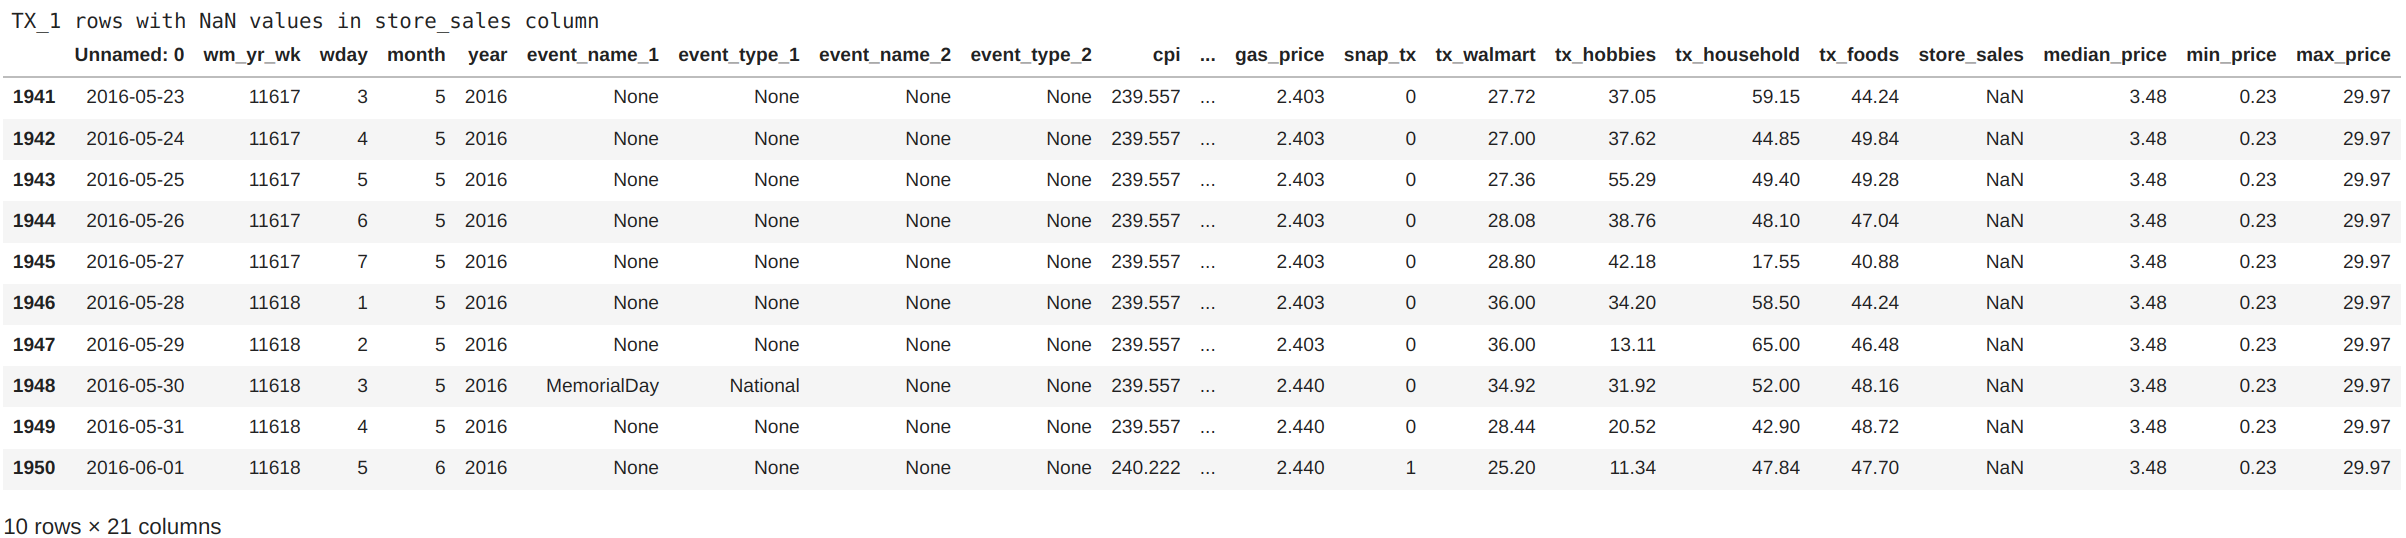 TX_1 rows with NaN values in store_sales column
Unnamed: 0 wm_yr_wk wday month year event_name_1 event_type_1 event_name_2 event_type_2 cpi ... gas_price snap_tx tx_walmart tx_hobbies tx_household tx_foods store_sales median_price min_price max_price
1941 2016-05-23 11617 3 5 2016 None None None None 239.557 ... 2.403 0 27.72 37.05 59.15 44.24 NaN 3.48 0.23 29.97
1942 2016-05-24 11617 4 5 2016 None None None None 239.557 ... 2.403 0 27.00 37.62 44.85 49.84 NaN 3.48 0.23 29.97
1943 2016-05-25 11617 5 5 2016 None None None None 239.557 ... 2.403 0 27.36 55.29 49.40 49.28 NaN 3.48 0.23 29.97
1944 2016-05-26 11617 6 5 2016 None None None None 239.557 ... 2.403 0 28.08 38.76 48.10 47.04 NaN 3.48 0.23 29.97
1945 2016-05-27 11617 7 5 2016 None None None None 239.557 ... 2.403 0 28.80 42.18 17.55 40.88 NaN 3.48 0.23 29.97
1946 2016-05-28 11618 1 5 2016 None None None None 239.557 ... 2.403 0 36.00 34.20 58.50 44.24 NaN 3.48 0.23 29.97
1947 2016-05-29 11618 2 5 2016 None None None None 239.557 ... 2.403 0 36.00 13.11 65.00 46.48 NaN 3.48 0.23 29.97
1948 2016-05-30 11618 3 5 2016 MemorialDay National None None 239.557 ... 2.440 0 34.92 31.92 52.00 48.16 NaN 3.48 0.23 29.97
1949 2016-05-31 11618 4 5 2016 None None None None 239.557 ... 2.440 0 28.44 20.52 42.90 48.72 NaN 3.48 0.23 29.97
1950 2016-06-01 11618 5 6 2016 None None None None 240.222 ... 2.440 1 25.20 11.34 47.84 47.70 NaN 3.48 0.23 29.97
10 rows × 21 columns